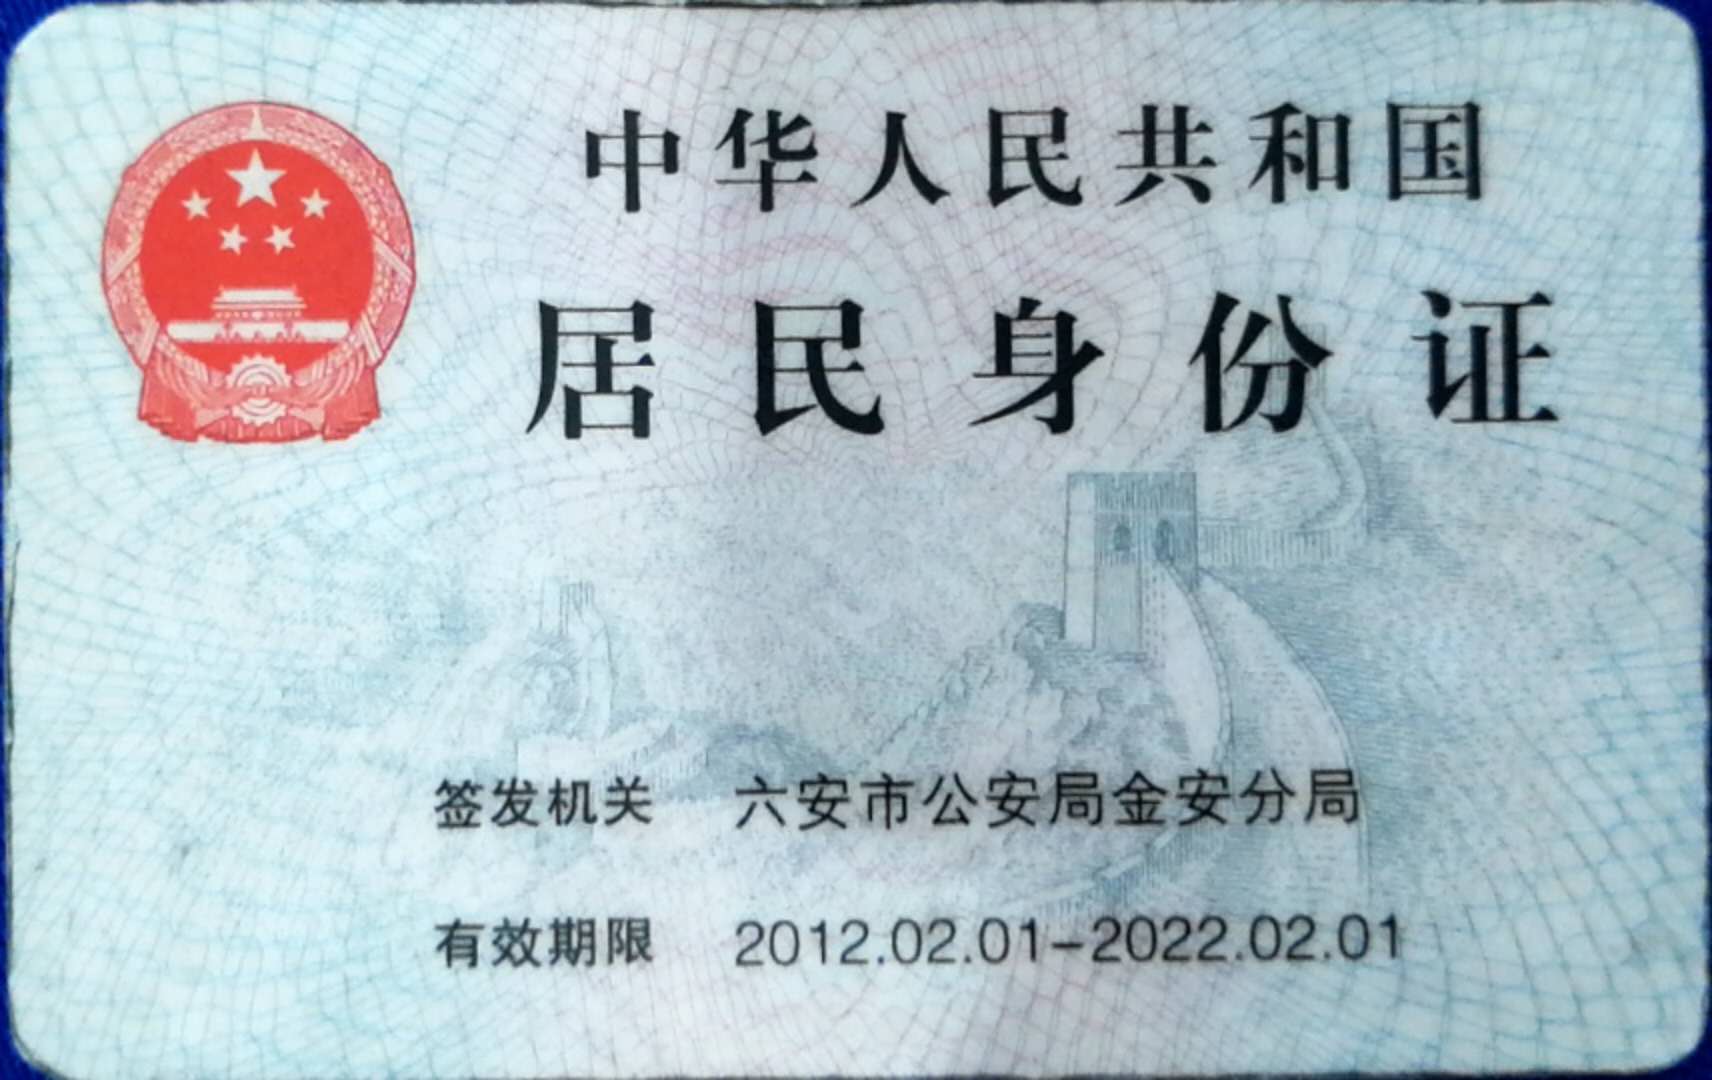 中华人民共和国
居民身份证
签发机关 六安市公安局金安分局
有效期限 2012.02.01-2022.02.01